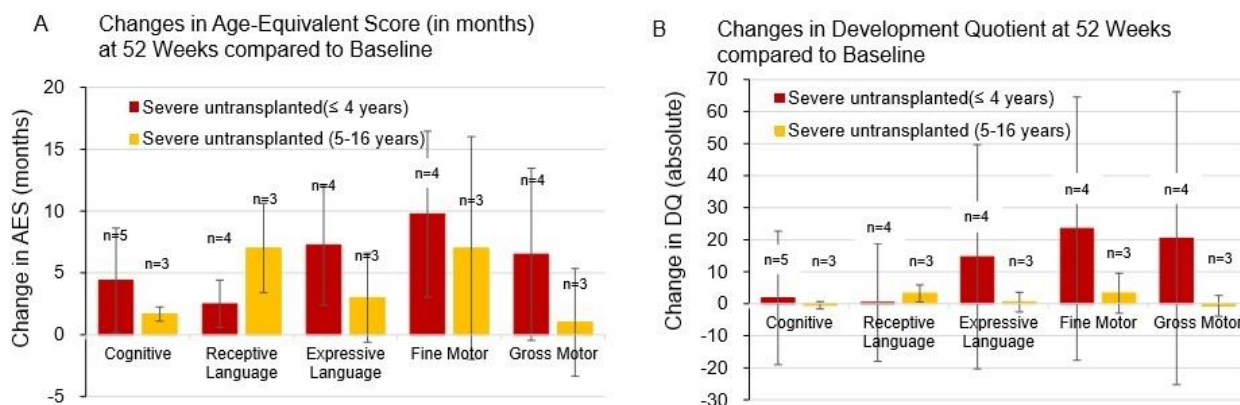 A
Changes in Age-Equivalent Score (in months)
at 52 Weeks compared to Baseline
Change in AES (months)
20
15
10
5
0
-5
Severe untransplanted(≤ 4 years)
Severe untransplanted (5-16 years)
n=5
n=3
n=4
n=3
n=4
n=3
n=4
n=3
n=4
n=3
Cognitive
Receptive
Language
Expressive
Language
Fine Motor
Gross Motor
B
Changes in Development Quotient at 52 Weeks
compared to Baseline
Change in DQ (absolute)
70
60
50
40
30
20
10
0
-10
-20
-30
Severe untransplanted(≤ 4 years)
Severe untransplanted (5-16 years)
n=5
n=3
n=4
n=3
n=4
n=3
n=4
n=3
n=4
n=3
Cognitive
Receptive
Language
Expressive
Language
Fine Motor
Gross Motor